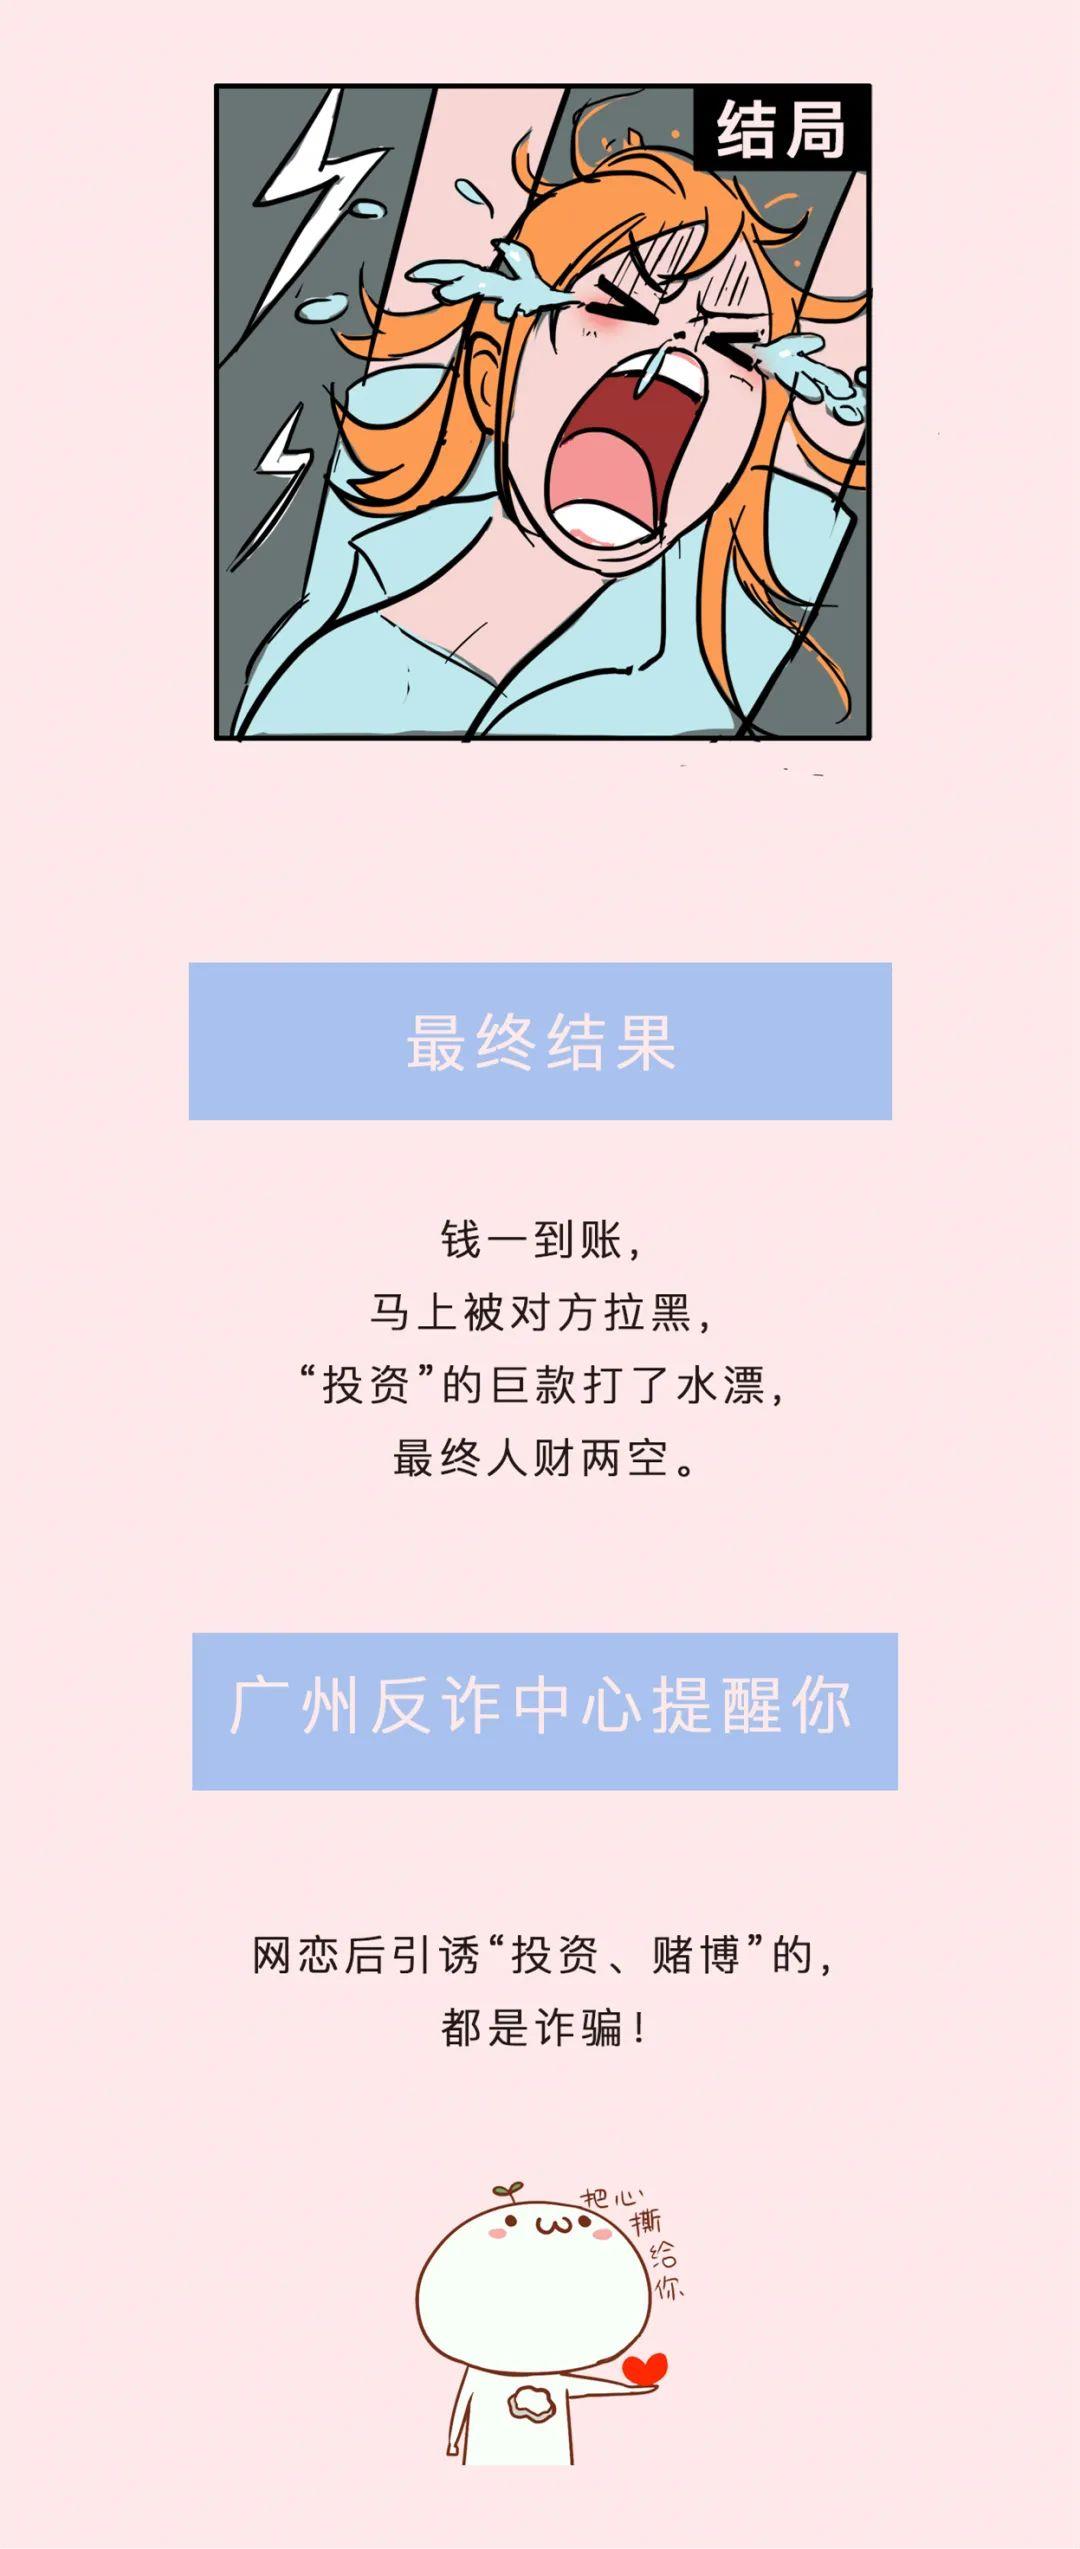 结局
最终结果
钱一到账，
马上被对方拉黑，
“投资”的巨款打了水漂，
最终人财两空。
广州反诈中心提醒你
网恋后引诱“投资、赌博”的，
都是诈骗！
把心撕给你